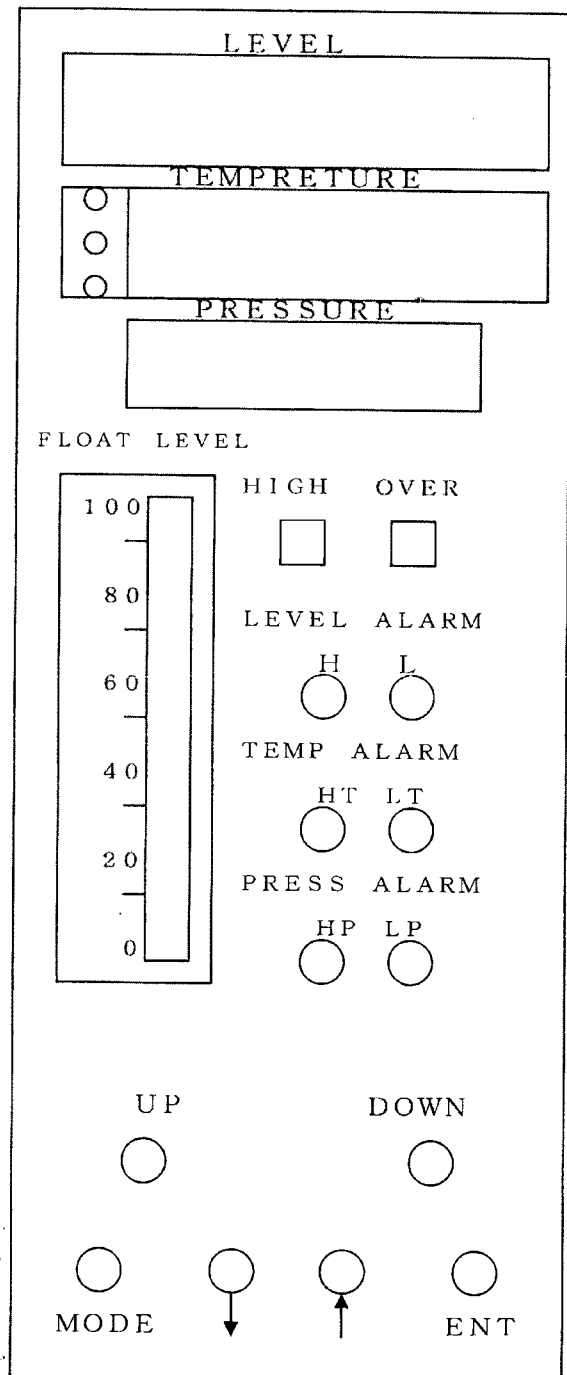 LEVEL
TEMPRETURE
PRESSURE
FLOAT LEVEL
100
80
60
40
20
0
HIGH OVER
LEVEL ALARM
H L
TEMP ALARM
HT LT
PRESS ALARM
HP LP
UP DOWN
MODE ENT